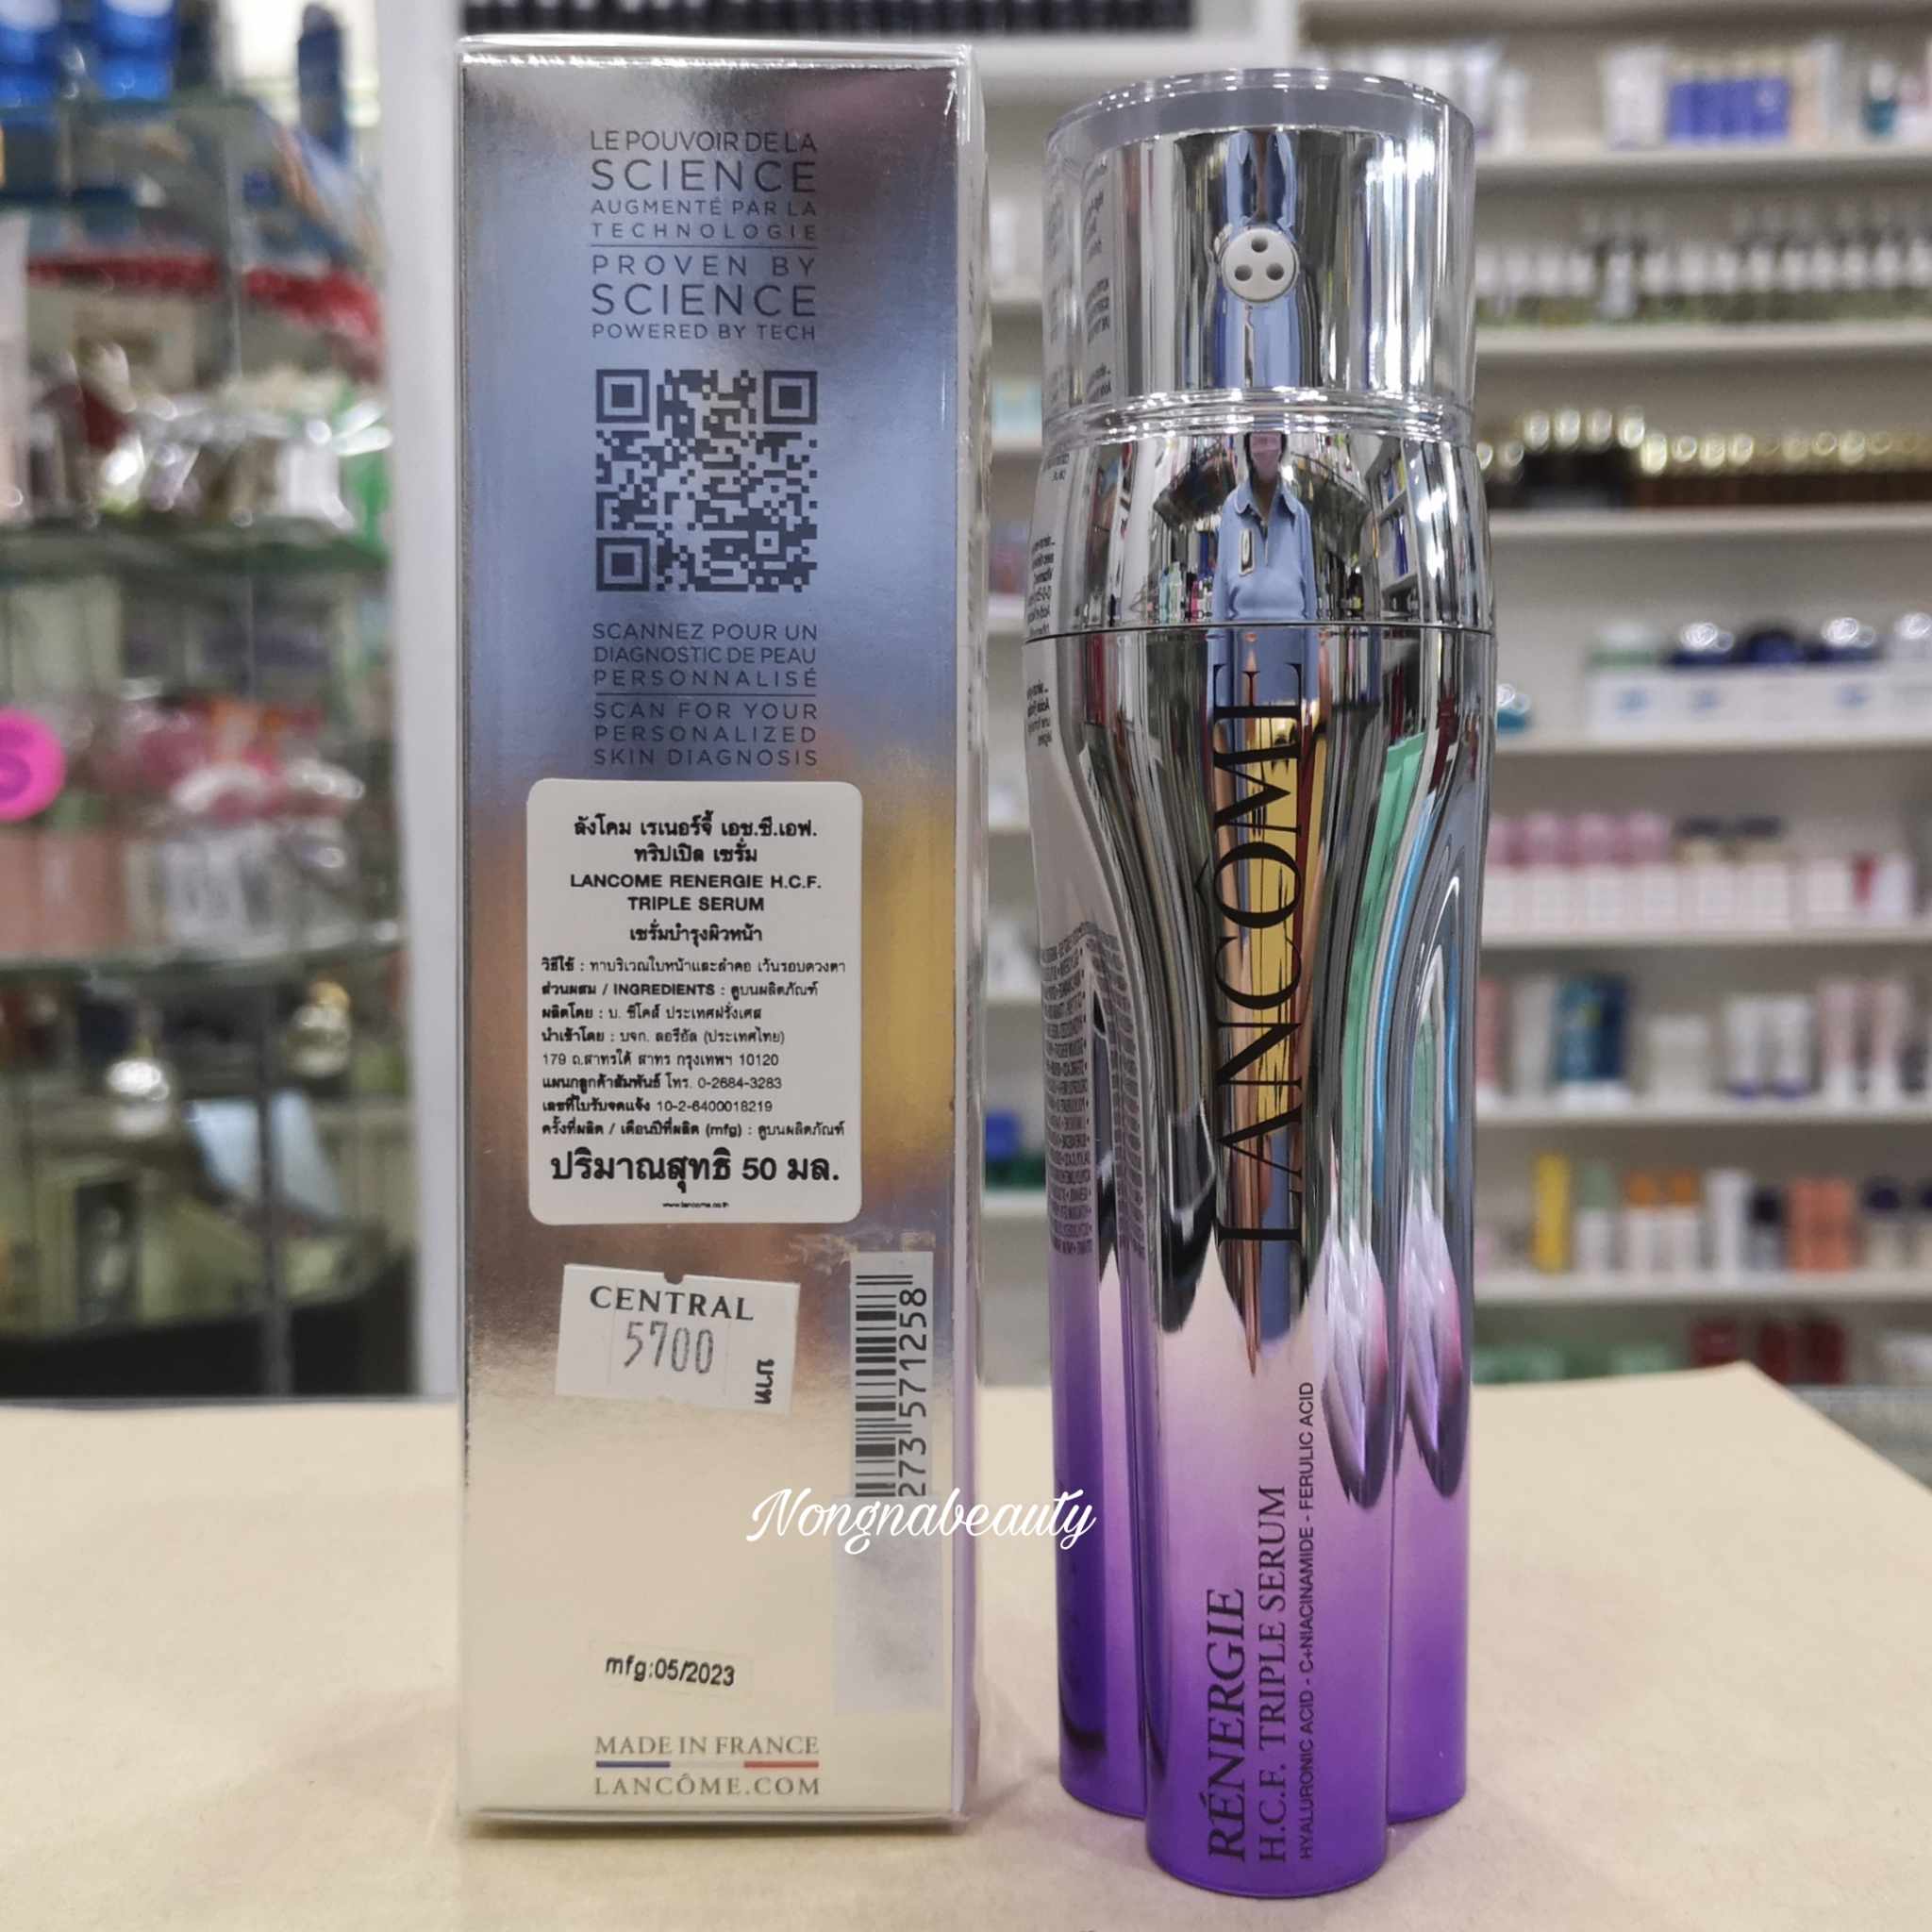 LE POUVOIR DE LA
SCIENCE
AUGMENTÉ PAR LA
TECHNOLOGIE
PROVEN BY
SCIENCE
POWERED BY TECH
SCANNEZ POUR UN
DIAGNOSTIC DE PEAU
PERSONNALISÉ
SCAN FOR YOUR
PERSONALIZED
SKIN DIAGNOSIS
ลังโคม เรเนอร์จี้ เอช.ซี.เอฟ.
ทริปเปิล เซรั่ม
LANCOME RENERGIE H.C.F.
TRIPLE SERUM
เซรั่มบำรุงผิวหน้า
วิธีใช้ : ทาบริเวณใบหน้าและลำคอ เว้นรอบดวงตา
ส่วนผสม / INGREDIENTS : ดูบนผลิตภัณฑ์
ผลิตโดย : บ. ซีโคส์ ประเทศฝรั่งเศส
นำเข้าโดย : บจก. ลอรีอัล (ประเทศไทย)
179 ถ.สาทรใต้ สาทร กรุงเทพฯ 10120
แผนกลูกค้าสัมพันธ์ โทร. 0-2684-3283
เลขที่ใบรับจดแจ้ง 10-2-6400018219
ครั้งที่ผลิต / เดือนปีที่ผลิต (mfg) : ดูบนผลิตภัณฑ์
ปริมาณสุทธิ 50 มล.
www.lancome.co.th
CENTRAL
5700
บาท
273 571258
Nongnabeauty
mfg:05/2023
MADE IN FRANCE
LANCÔME.COM
LANCÔME
RÉNERGIE
H.C.F. TRIPLE SERUM
HYALURONIC ACID - C+NIACINAMIDE - FERULIC ACID